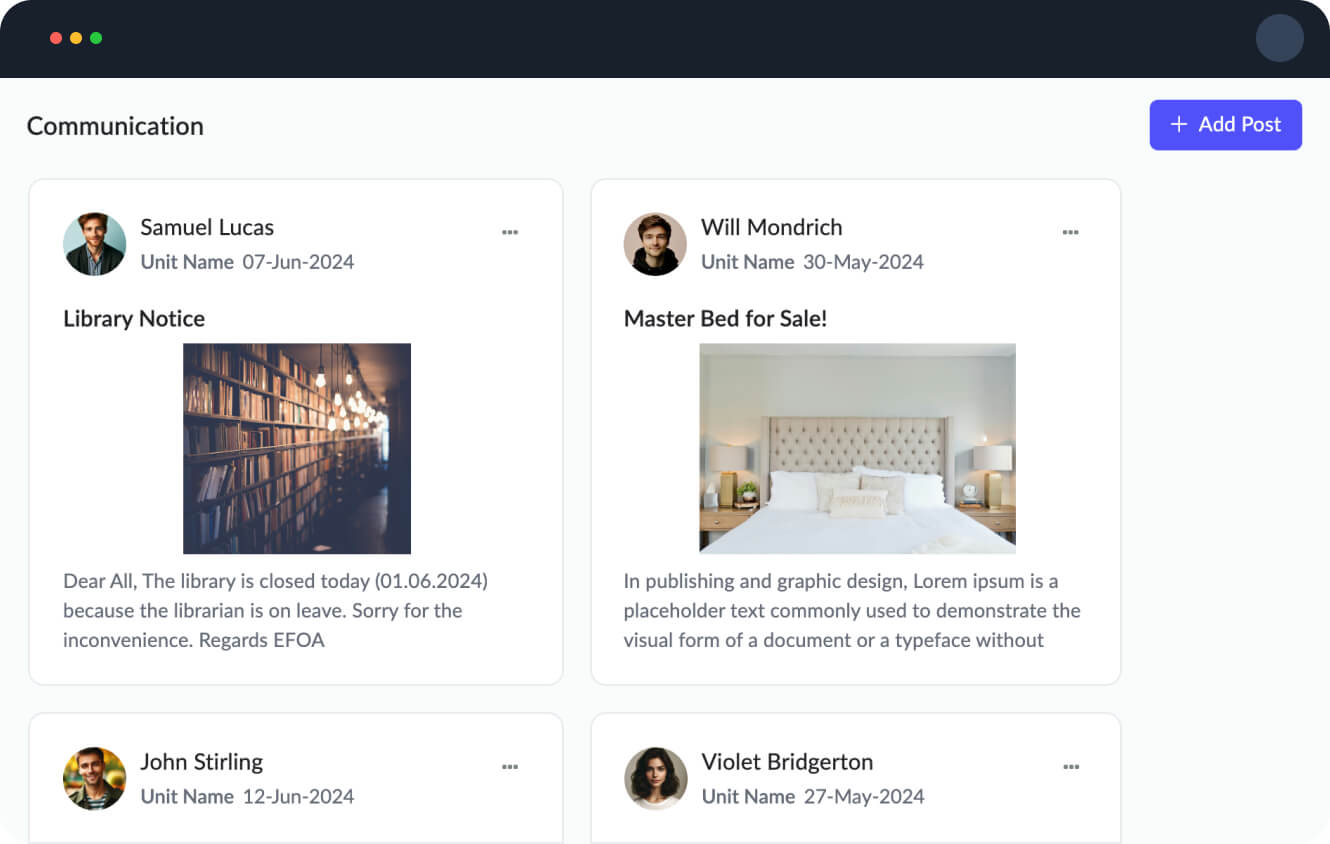 Communication
+ Add Post
Samuel Lucas
Unit Name 07-Jun-2024
Library Notice
Dear All, The library is closed today (01.06.2024)
because the librarian is on leave. Sorry for the
inconvenience. Regards EFOA
Will Mondrich
Unit Name 30-May-2024
Master Bed for Sale!
In publishing and graphic design, Lorem ipsum is a
placeholder text commonly used to demonstrate the
visual form of a document or a typeface without
John Stirling
Unit Name 12-Jun-2024
Violet Bridgerton
Unit Name 27-May-2024